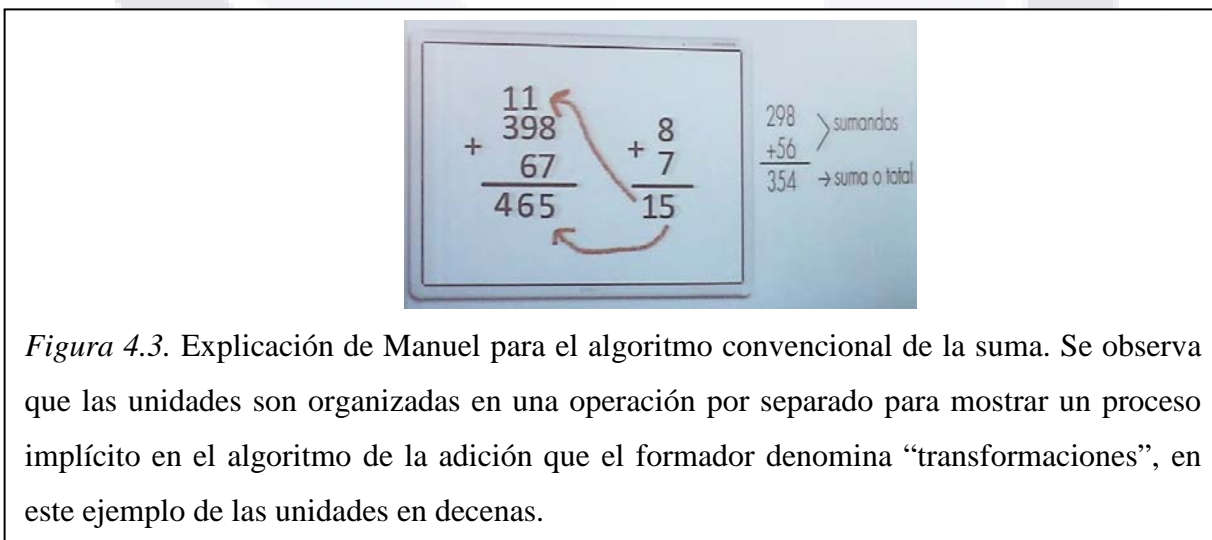 11
398
+ 67
465
8
+ 7
15
298
+56
354
sumandos
→ suma o total
Figura 4.3. Explicación de Manuel para el algoritmo convencional de la suma. Se observa
que las unidades son organizadas en una operación por separado para mostrar un proceso
implícito en el algoritmo de la adición que el formador denomina “transformaciones”, en
este ejemplo de las unidades en decenas.